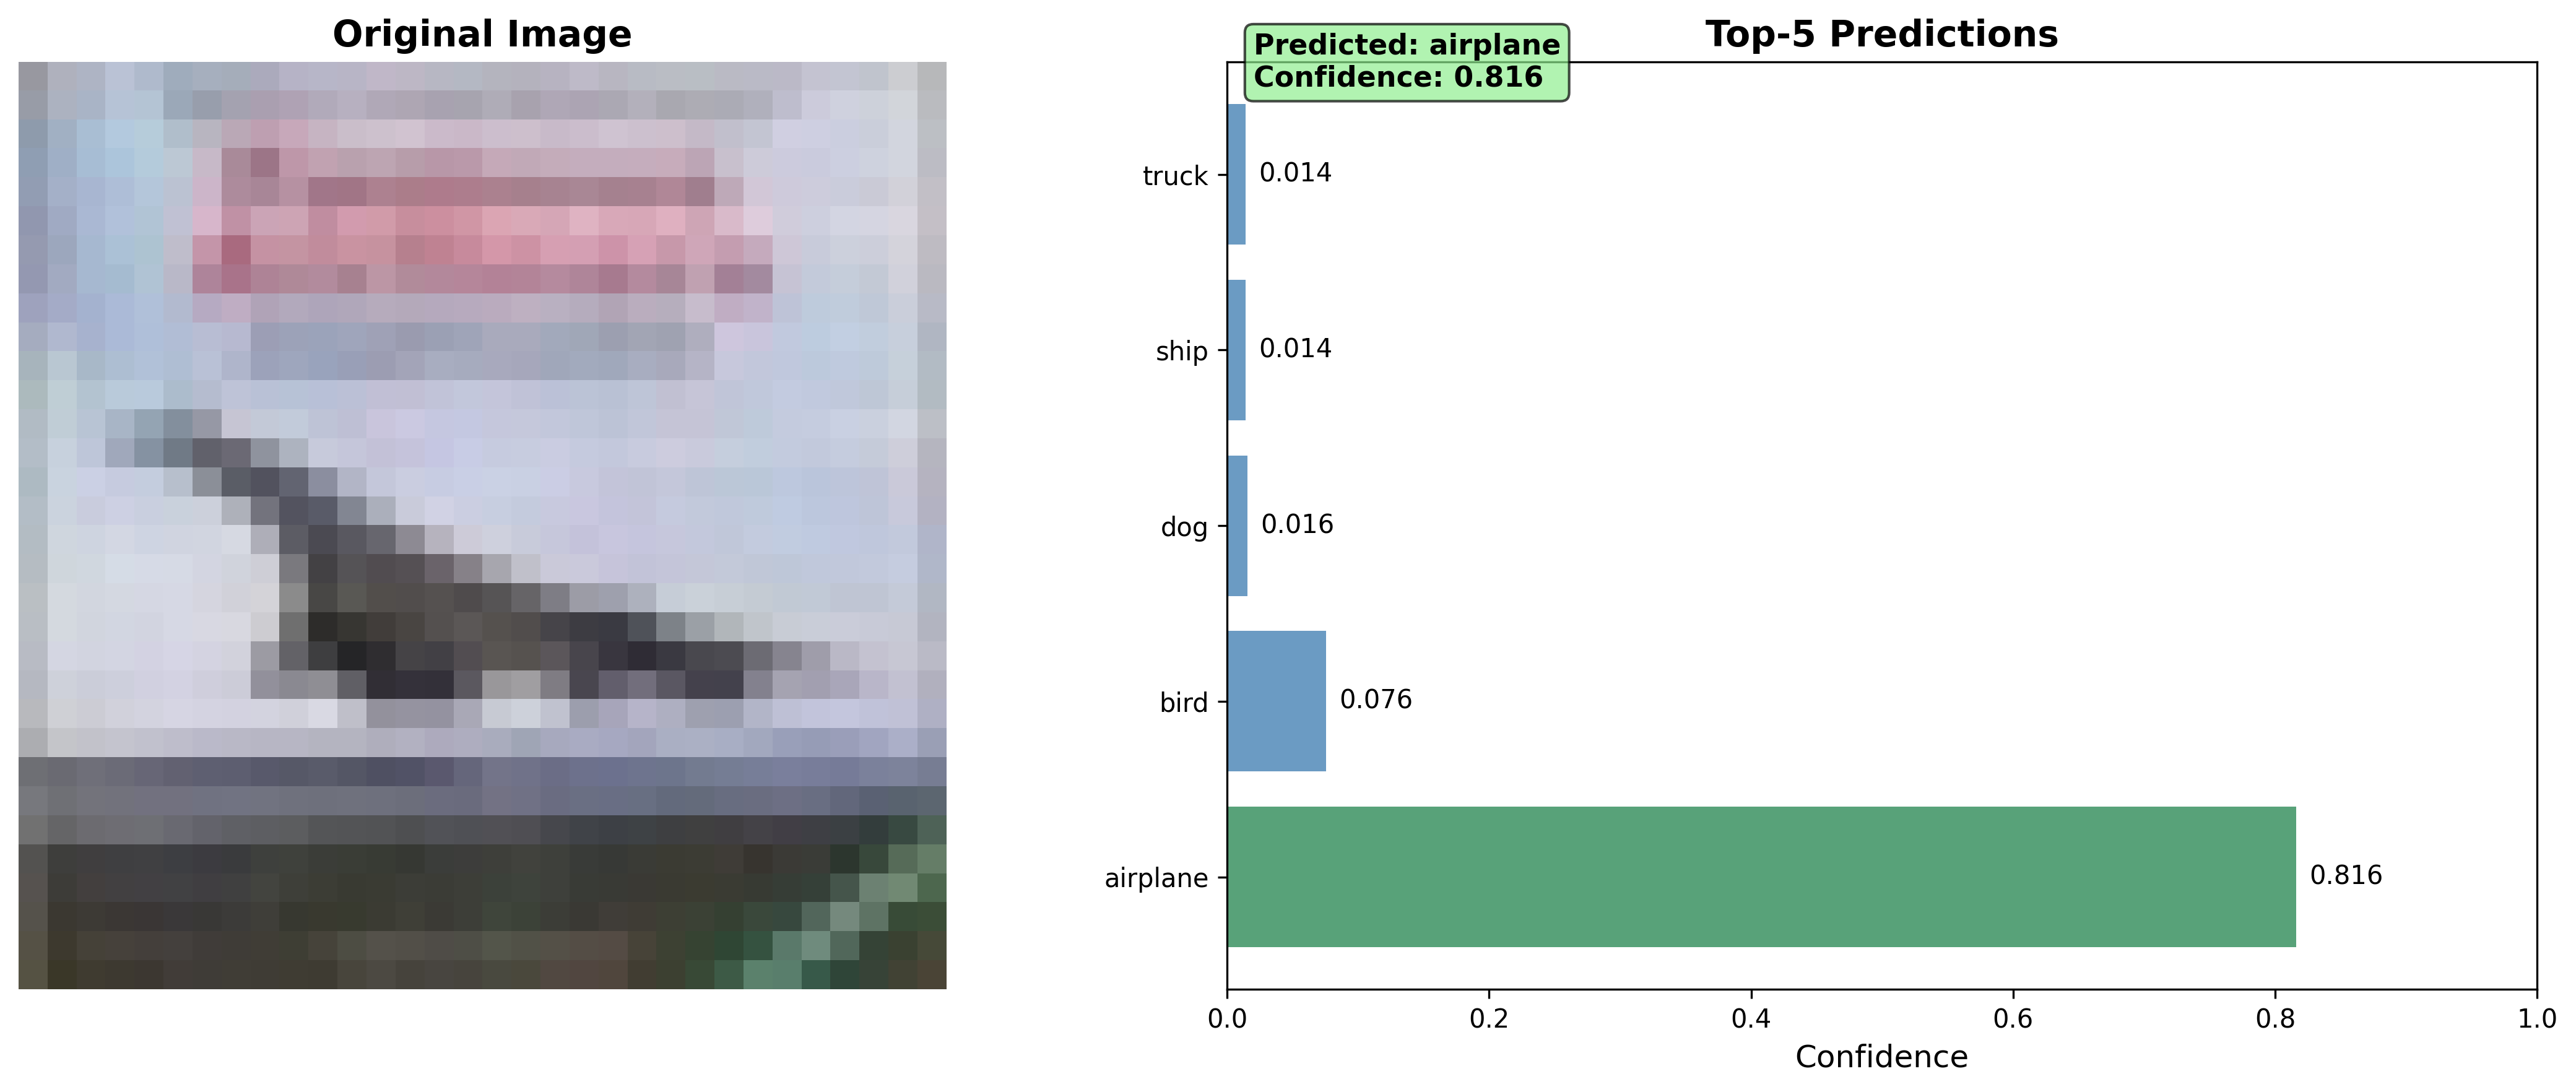 Original Image
Top-5 Predictions
Predicted: airplane
Confidence: 0.816
truck
0.014
ship
0.014
dog
0.016
bird
0.076
airplane
0.816
0.0 0.2 0.4 0.6 0.8 1.0
Confidence